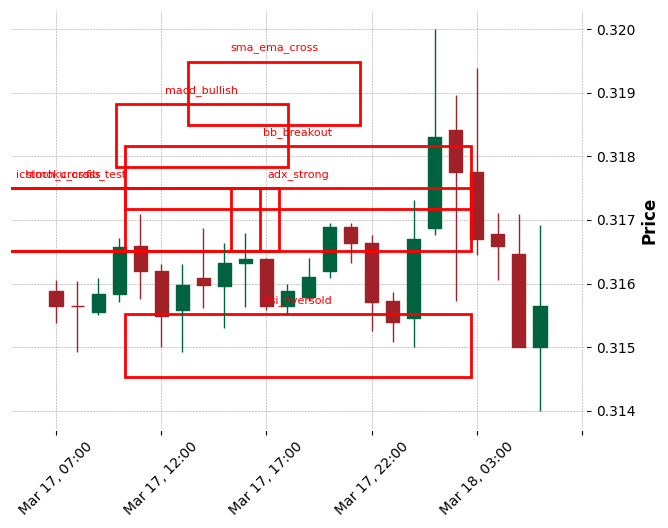 sma_ema_cross
macd_bullish
bb_breakout
adx_strong
rsi_oversold
0.320
0.319
0.318
0.317
0.316
0.315
0.314
Price
Mar 17, 07:00
Mar 17, 12:00
Mar 17, 17:00
Mar 17, 22:00
Mar 18, 03:00